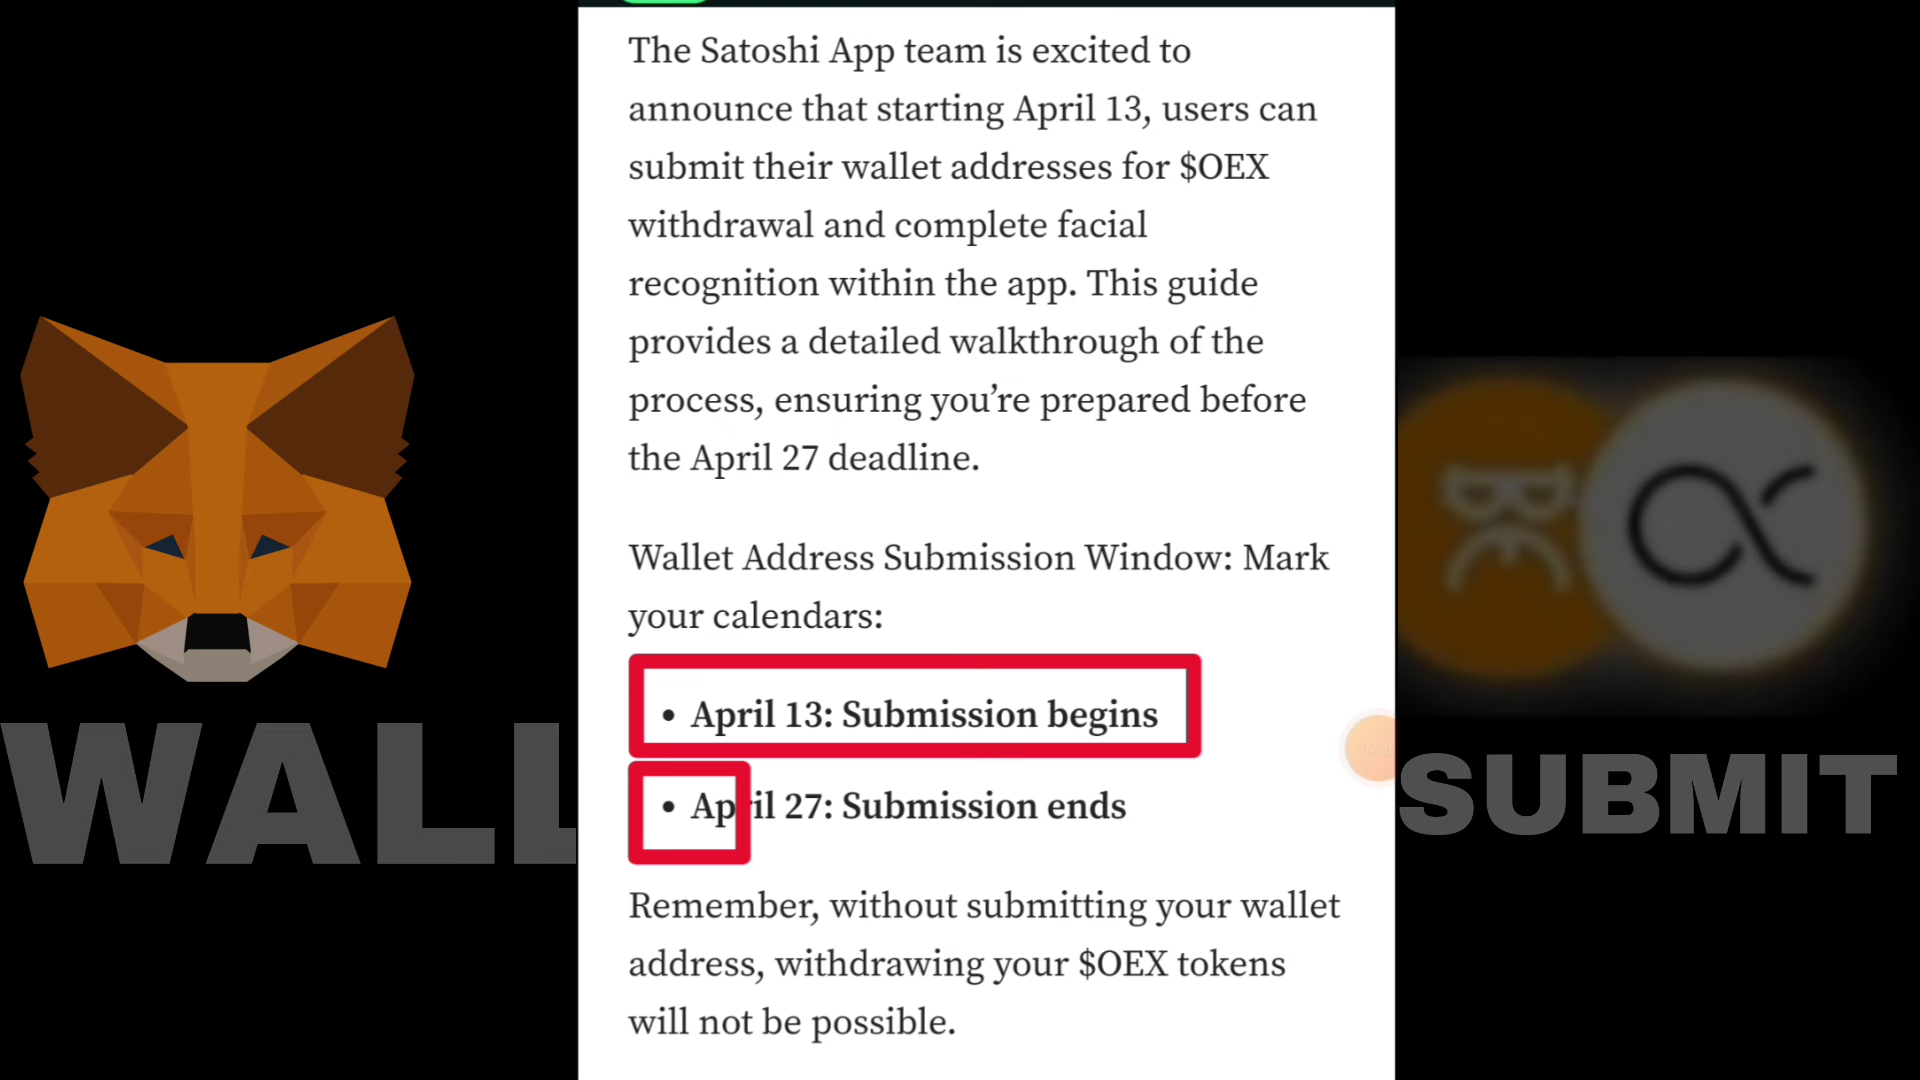 The Satoshi App team is excited to
announce that starting April 13, users can
submit their wallet addresses for $OEX
withdrawal and complete facial
recognition within the app. This guide
provides a detailed walkthrough of the
process, ensuring you’re prepared before
the April 27 deadline.
Wallet Address Submission Window: Mark
your calendars:
• April 13: Submission begins
• April 27: Submission ends
Remember, without submitting your wallet
address, withdrawing your $OEX tokens
will not be possible.
WALL
SUBMIT